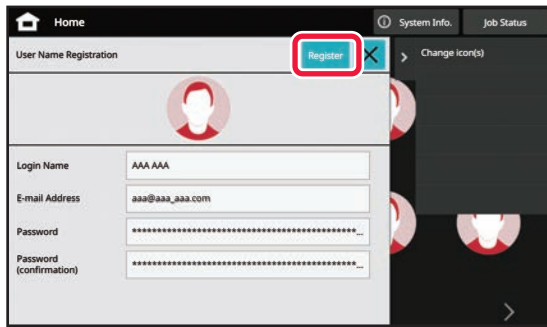 Home
System Info.
Job Status
User Name Registration
Register
Change icon(s)
Login Name
AAA AAA
E-mail Address
aaa@aaa_aaa.com
Password
**********************************************...
Password
(confirmation)
**********************************************...